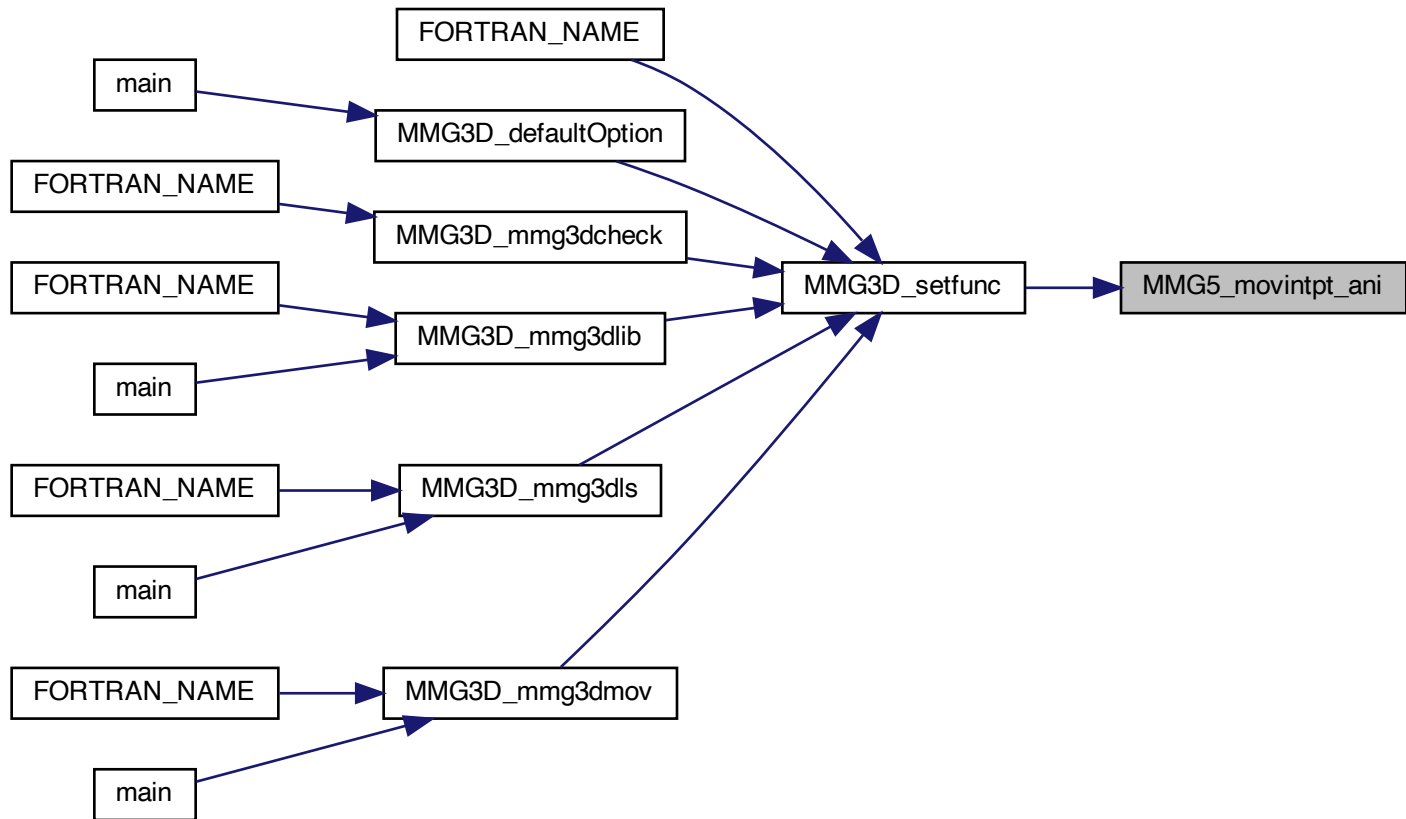 FORTRAN_NAME
main
MMG3D_defaultOption
FORTRAN_NAME
MMG3D_mmg3dcheck
FORTRAN_NAME
MMG3D_setfunc
MMG5_movintpt_ani
MMG3D_mmg3dlib
main
FORTRAN_NAME
MMG3D_mmg3dls
main
FORTRAN_NAME
MMG3D_mmg3dmov
main